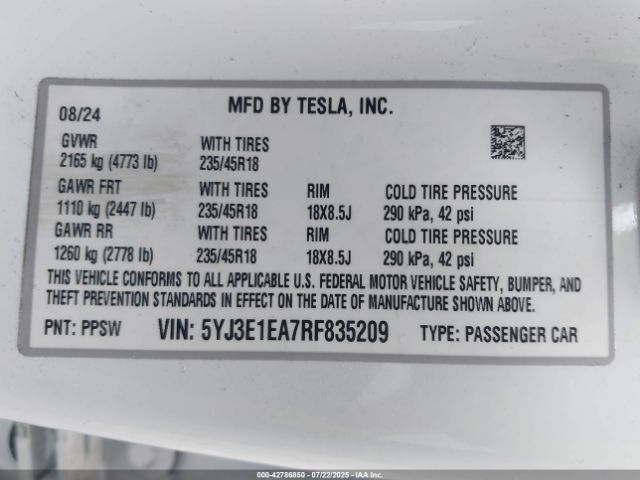 08/24 MFD BY TESLA, INC.
GVWR WITH TIRES
2165 kg (4773 lb) 235/45R18
GAWR FRT WITH TIRES RIM COLD TIRE PRESSURE
1110 kg (2447 lb) 235/45R18 18X8.5J 290 kPa, 42 psi
GAWR RR WITH TIRES RIM COLD TIRE PRESSURE
1260 kg (2778 lb) 235/45R18 18X8.5J 290 kPa, 42 psi
THIS VEHICLE CONFORMS TO ALL APPLICABLE U.S. FEDERAL MOTOR VEHICLE SAFETY, BUMPER, AND
THEFT PREVENTION STANDARDS IN EFFECT ON THE DATE OF MANUFACTURE SHOWN ABOVE.
PNT: PPSW VIN: 5YJ3E1EA7RF835209 TYPE: PASSENGER CAR
000-42786850 - 07/22/2025 - IAA Inc.